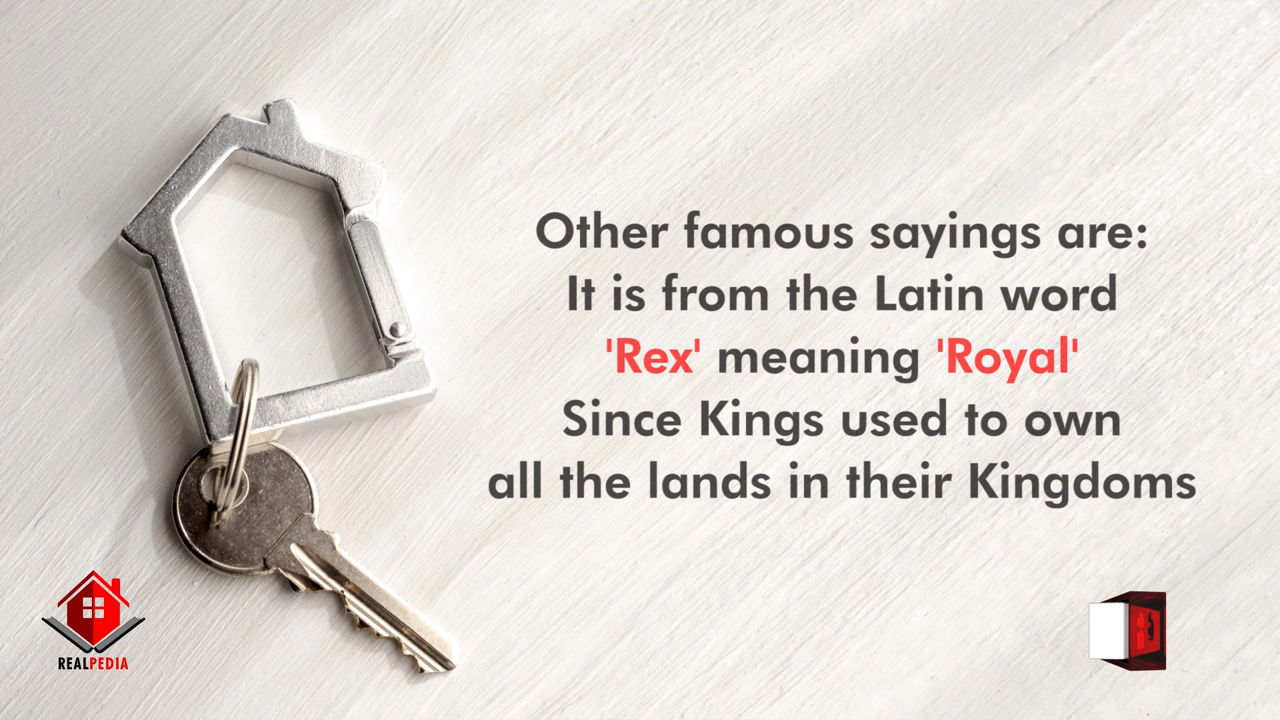 Other famous sayings are:
It is from the Latin word
'Rex' meaning 'Royal'
Since Kings used to own
all the lands in their Kingdoms
REALPEDIA